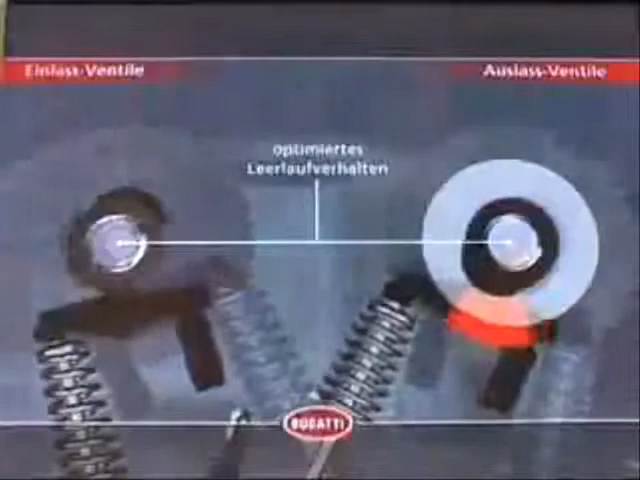 Einlass-Ventile
Auslass-Ventile
optimiertes
Leerlaufverhalten
BUGATTI